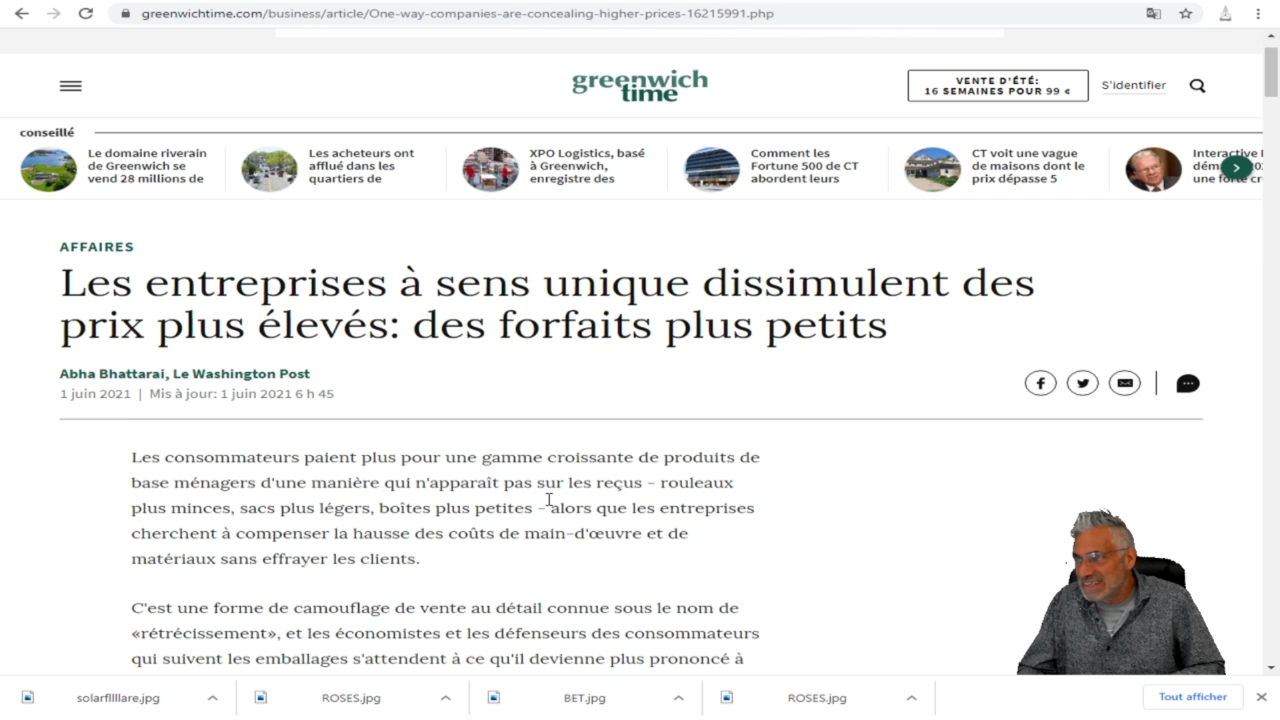 greenwichtime.com/business/article/One-way-companies-are-concealing-higher-prices-16215991.php
greenwich
time
VENTE D'ÉTÉ:
16 SEMAINES POUR 99 ¢
S'identifier
conseillé
Le domaine riverain
de Greenwich se
vend 28 millions de
Les acheteurs ont
afflué dans les
quartiers de
XPO Logistics, basé
à Greenwich,
enregistre des
Comment les
Fortune 500 de CT
abordent leurs
CT voit une vague
de maisons dont le
prix dépasse 5
Interactive
une
AFFAIRES
Les entreprises à sens unique dissimulent des
prix plus élevés: des forfaits plus petits
Abha Bhattarai, Le Washington Post
1 juin 2021 | Mis à jour: 1 juin 2021 6 h 45
Les consommateurs paient plus pour une gamme croissante de produits de
base ménagers d'une manière qui n'apparaît pas sur les reçus - rouleaux
plus minces, sacs plus légers, boîtes plus petites - alors que les entreprises
cherchent à compenser la hausse des coûts de main-d'œuvre et de
matériaux sans effrayer les clients.
C'est une forme de camouflage de vente au détail connue sous le nom de
«rétrécissement», et les économistes et les défenseurs des consommateurs
qui suivent les emballages s'attendent à ce qu'il devienne plus prononcé à
solarfllllare.jpg
ROSES.jpg
BET.jpg
ROSES.jpg
Tout afficher